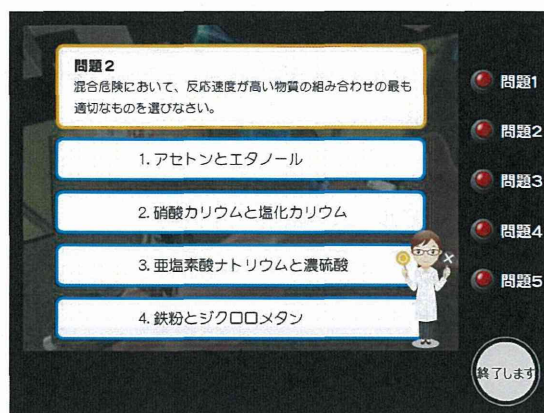 問題2
混合危険において、反応速度が高い物質の組み合わせの最も
適切なものを選びなさい。
1. アセトンとエタノール
2. 硝酸カリウムと塩化カリウム
3. 亜塩素酸ナトリウムと濃硫酸
4. 鉄粉とジクロロメタン
問題1
問題2
問題3
問題4
問題5
終了します